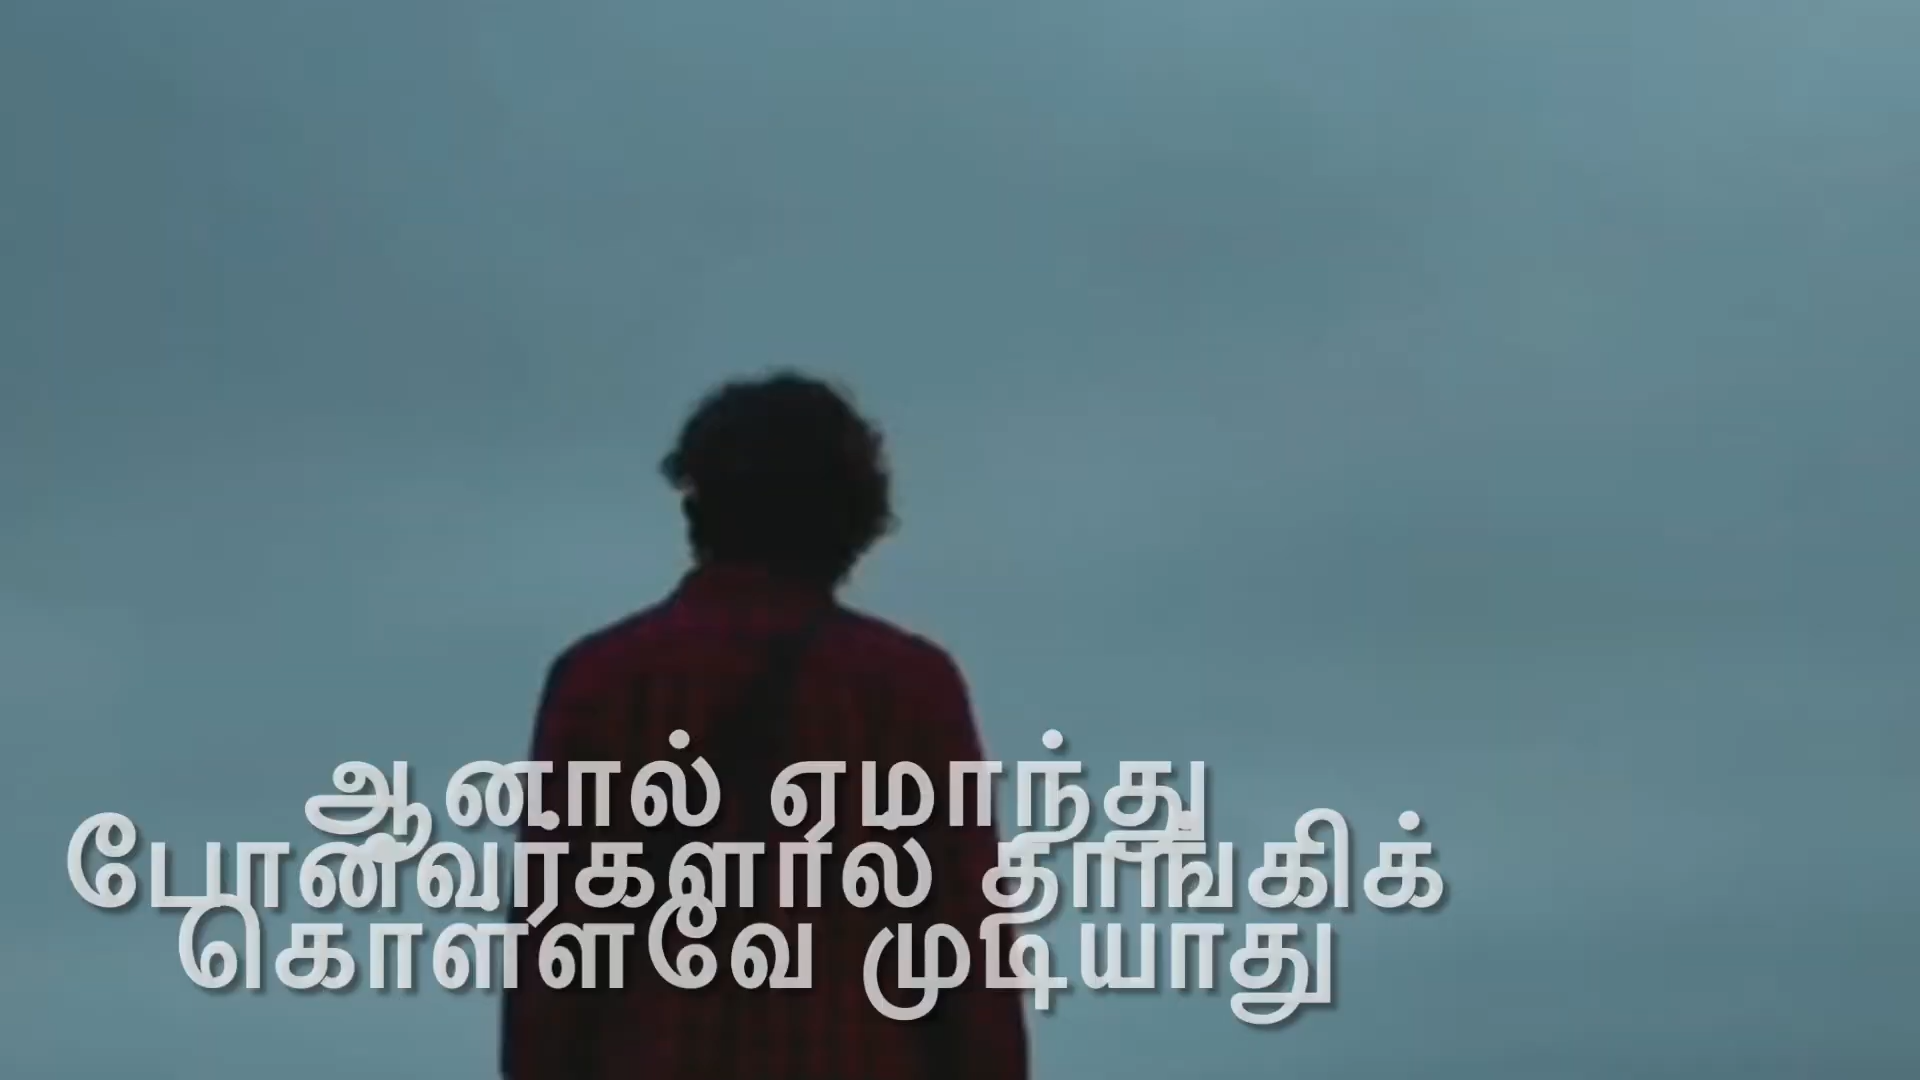 ஆனால் ஏமாந்து
போனவர்களால் தாங்கிக்
கொள்ளவே முடியாது